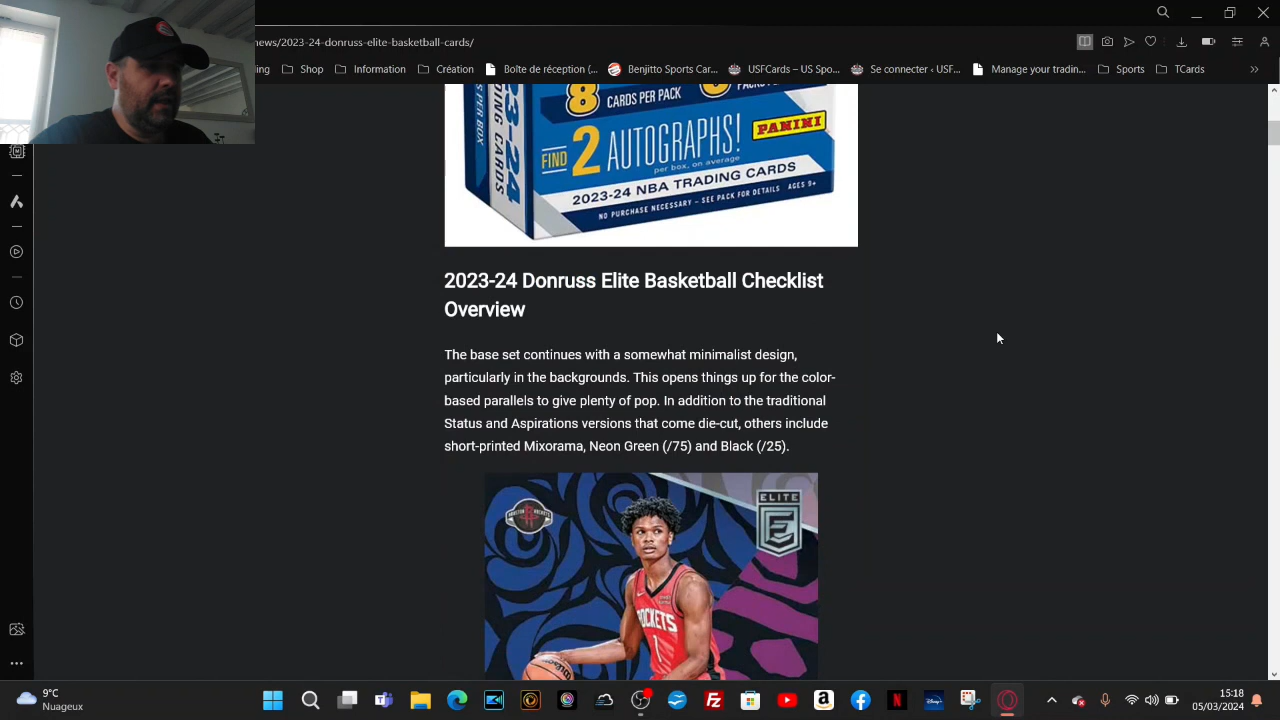 news/2023-24-donruss-elite-basketball-cards/
Shop
Information
Création
Boîte de réception (...
Benjitto Sports Car...
USFCards – US Spo...
Se connecter ‹ USF...
Manage your tradin...
Sports
TCards
8 CARDS PER PACK
FIND 2 AUTOGRAPHS!
per box, on average
PANINI
2023-24 NBA TRADING CARDS
NO PURCHASE NECESSARY – SEE PACK FOR DETAILS AGES 9+
2023-24 Donruss Elite Basketball Checklist
Overview
The base set continues with a somewhat minimalist design,
particularly in the backgrounds. This opens things up for the color-
based parallels to give plenty of pop. In addition to the traditional
Status and Aspirations versions that come die-cut, others include
short-printed Mixorama, Neon Green (/75) and Black (/25).
ELITE
E
ROCKETS
1
9°C
Nuageux
15:18
05/03/2024